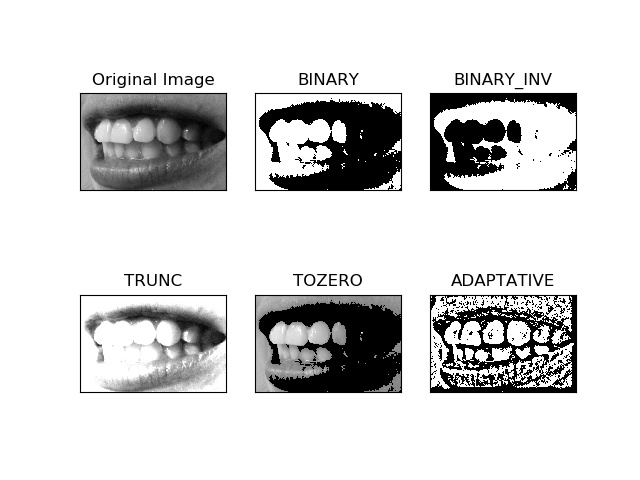 Original Image
BINARY
BINARY_INV
TRUNC
TOZERO
ADAPTATIVE